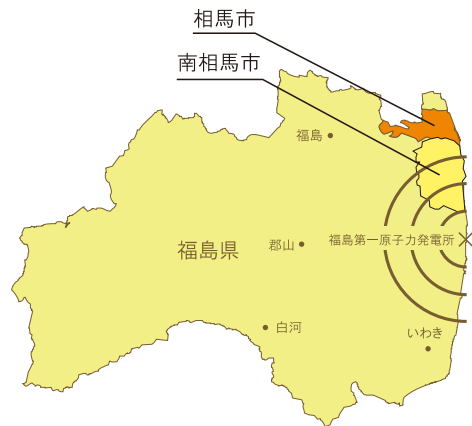 相馬市
南相馬市
福島
福島県
郡山
福島第一原子力発電所
白河
いわき